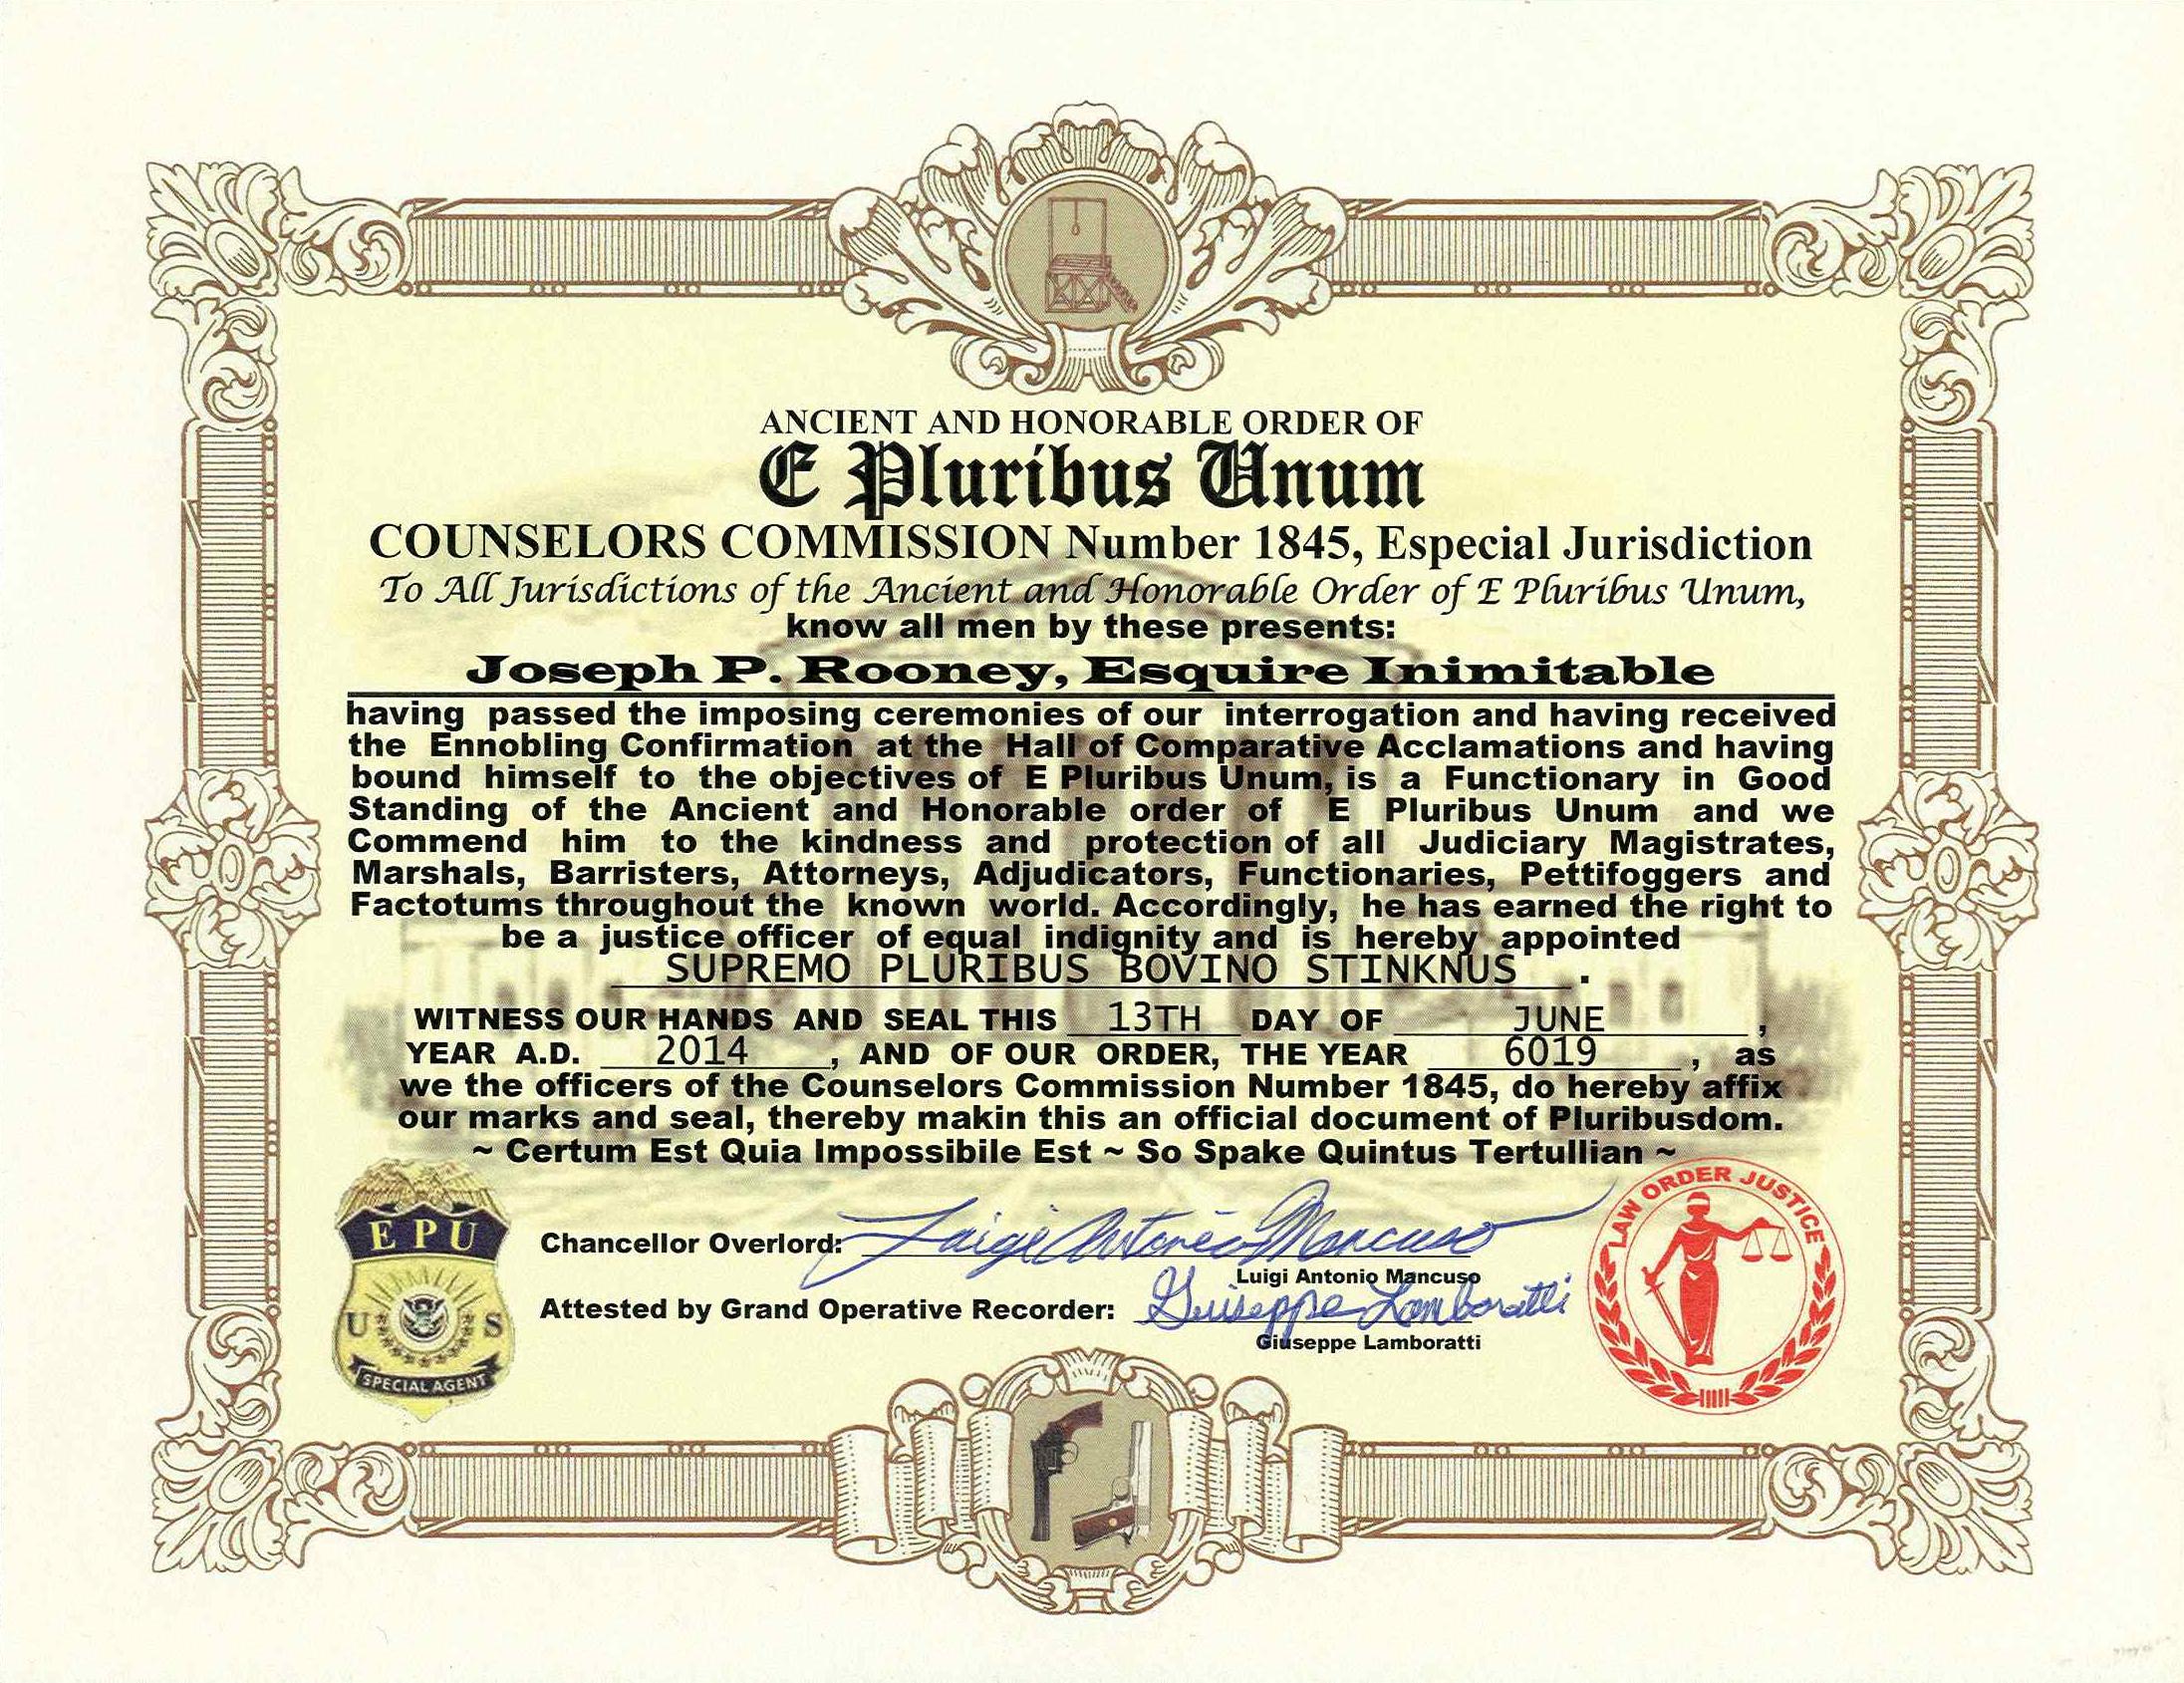 ANCIENT AND HONORABLE ORDER OF
E Pluribus Unum
COUNSELORS COMMISSION Number 1845, Especial Jurisdiction
To All Jurisdictions of the Ancient and Honorable Order of E Pluribus Unum,
know all men by these presents:
Joseph P. Rooney, Esquire Inimitable
having passed the imposing ceremonies of our interrogation and having received
the Ennobling Confirmation at the Hall of Comparative Acclamations and having
bound himself to the objectives of E Pluribus Unum, is a Functionary in Good
Standing of the Ancient and Honorable order of E Pluribus Unum and we
Commend him to the kindness and protection of all Judiciary Magistrates,
Marshals, Barristers, Attorneys, Adjudicators, Functionaries, Pettifoggers and
Factotums throughout the known world. Accordingly, he has earned the right to
be a justice officer of equal indignity and is hereby appointed
SUPREMO PLURIBUS BOVINO STINKNUS .
WITNESS OUR HANDS AND SEAL THIS 13TH DAY OF JUNE ,
YEAR A.D. 2014 , AND OF OUR ORDER, THE YEAR 6019 , as
we the officers of the Counselors Commission Number 1845, do hereby affix
our marks and seal, thereby makin this an official document of Pluribusdom.
~ Certum Est Quia Impossibile Est ~ So Spake Quintus Tertullian ~
EPU
U S
SPECIAL AGENT
Chancellor Overlord: Luigi Antonio Mancuso
Luigi Antonio Mancuso
Attested by Grand Operative Recorder: Guiseppe Lamboratti
Giuseppe Lamboratti
LAW ORDER JUSTICE